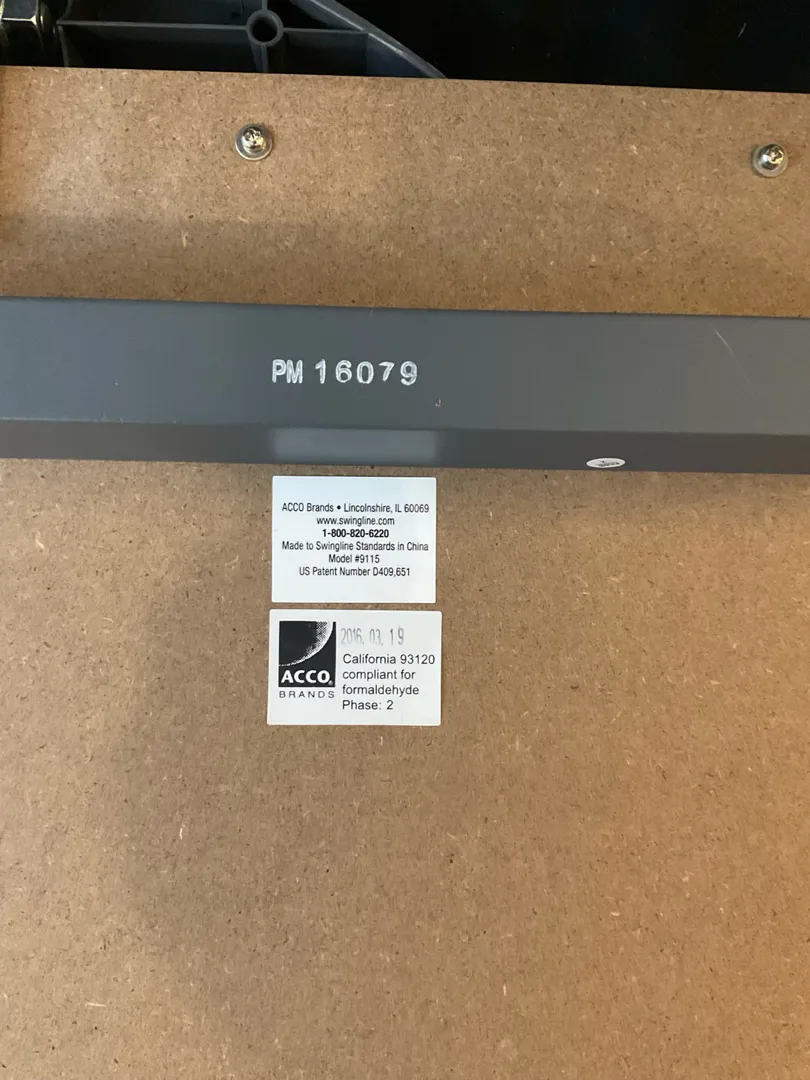 PM 16079
ACCO Brands • Lincolnshire, IL 60069
www.swingline.com
1-800-820-6220
Made to Swingline Standards in China
Model #9115
US Patent Number D409,651
2016. 03. 19
ACCO®
BRANDS
California 93120
compliant for
formaldehyde
Phase: 2